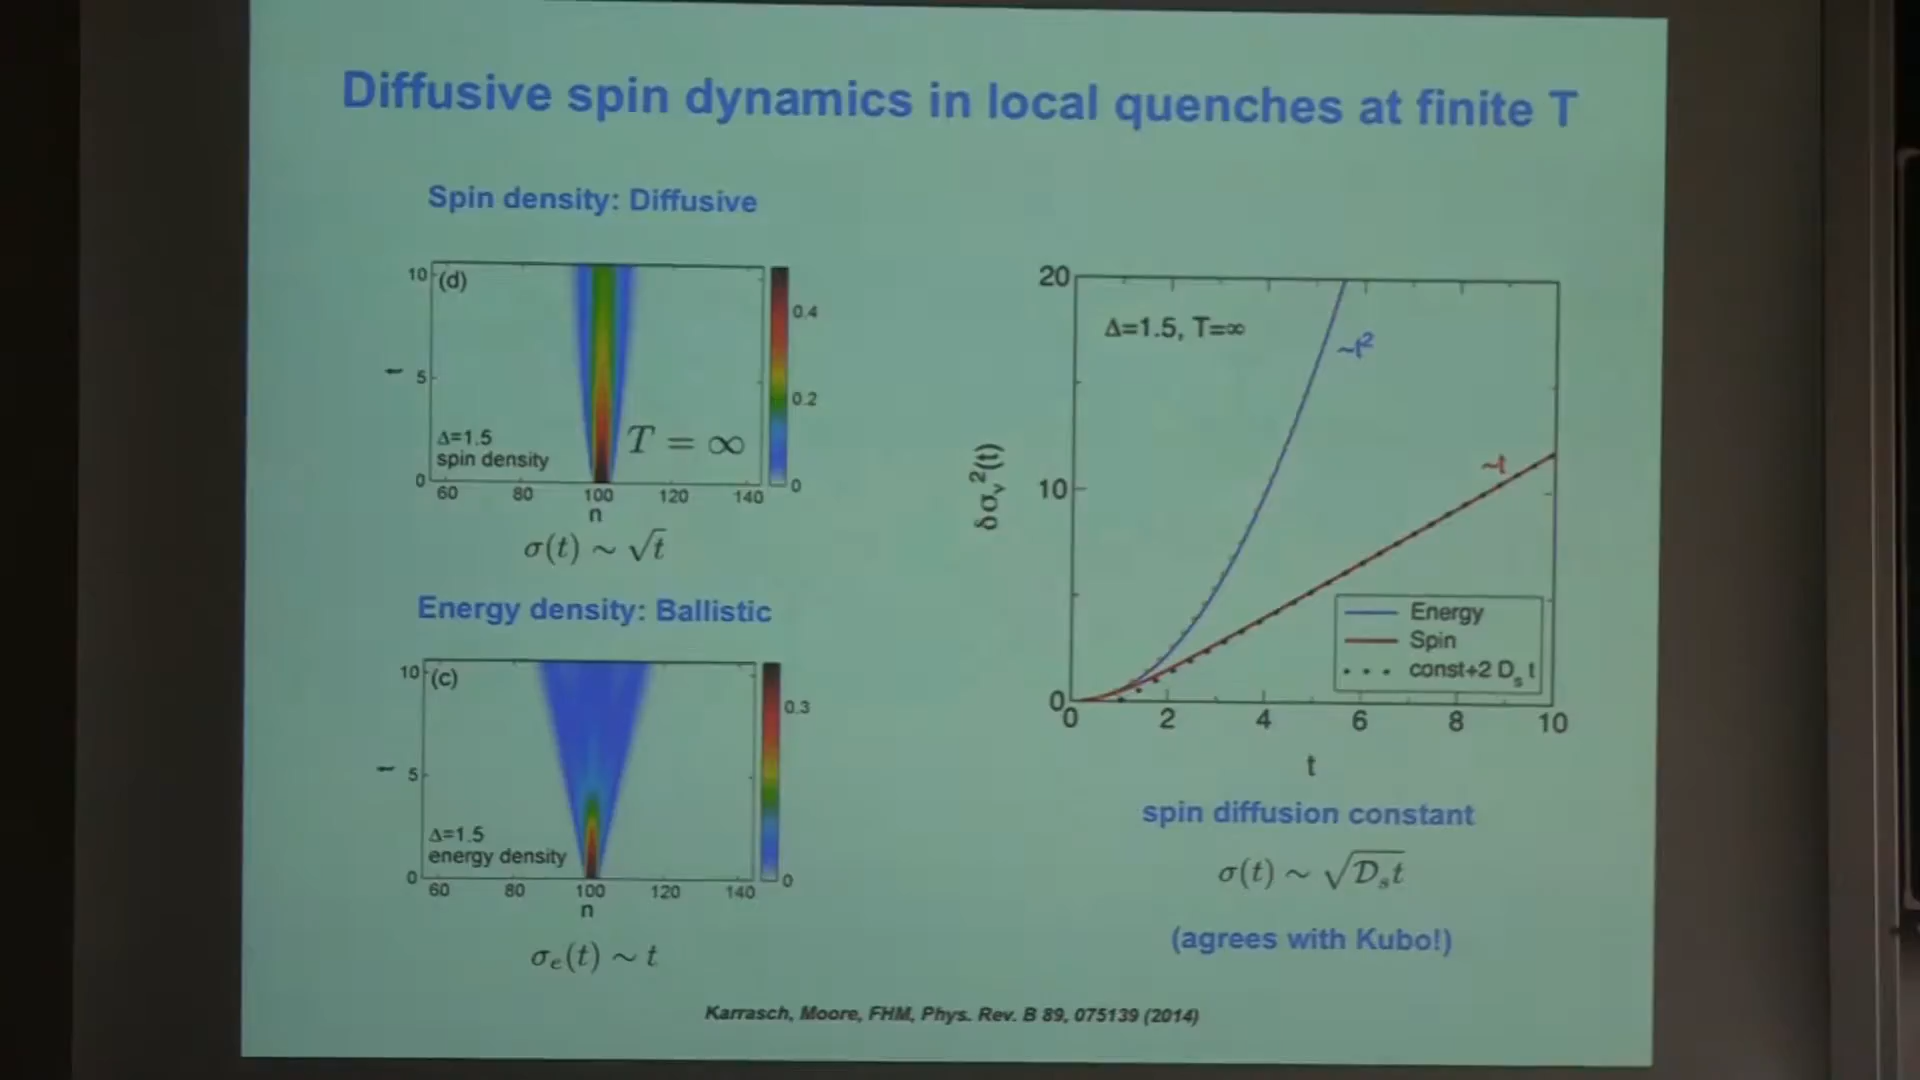 Diffusive spin dynamics in local quenches at finite T
Spin density: Diffusive
10
5
0
t
(d)
Δ=1.5
spin density
T = ∞
60 80 100 120 140
n
0.4
0.2
0
σ(t) ~ √t
Energy density: Ballistic
10
5
0
t
(c)
Δ=1.5
energy density
60 80 100 120 140
n
0.3
0
σₑ(t) ~ t
20
10
0
δσᵥ²(t)
Δ=1.5, T=∞
~t²
~t
Energy
Spin
const+2 Dₛ t
0 2 4 6 8 10
t
spin diffusion constant
σ(t) ~ √𝒟ₛt
(agrees with Kubo!)
Karrasch, Moore, FHM, Phys. Rev. B 89, 075139 (2014)